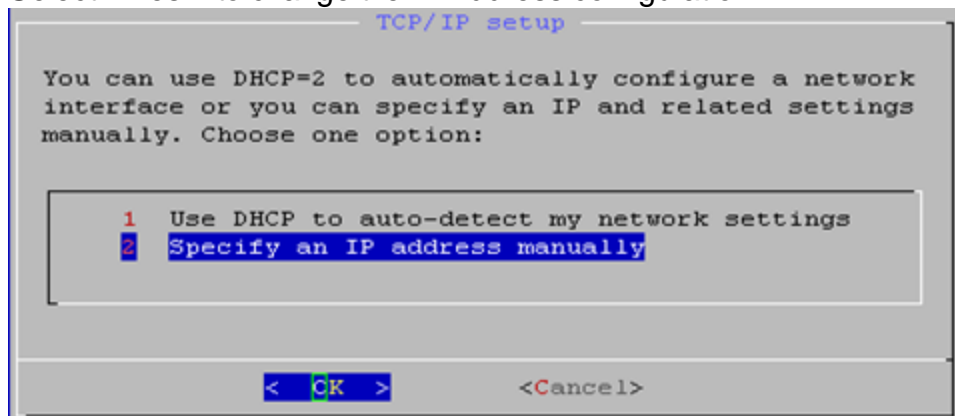 TCP/IP setup
You can use DHCP=2 to automatically configure a network
interface or you can specify an IP and related settings
manually. Choose one option:
1 Use DHCP to auto-detect my network settings
2 Specify an IP address manually
< OK > <Cancel>